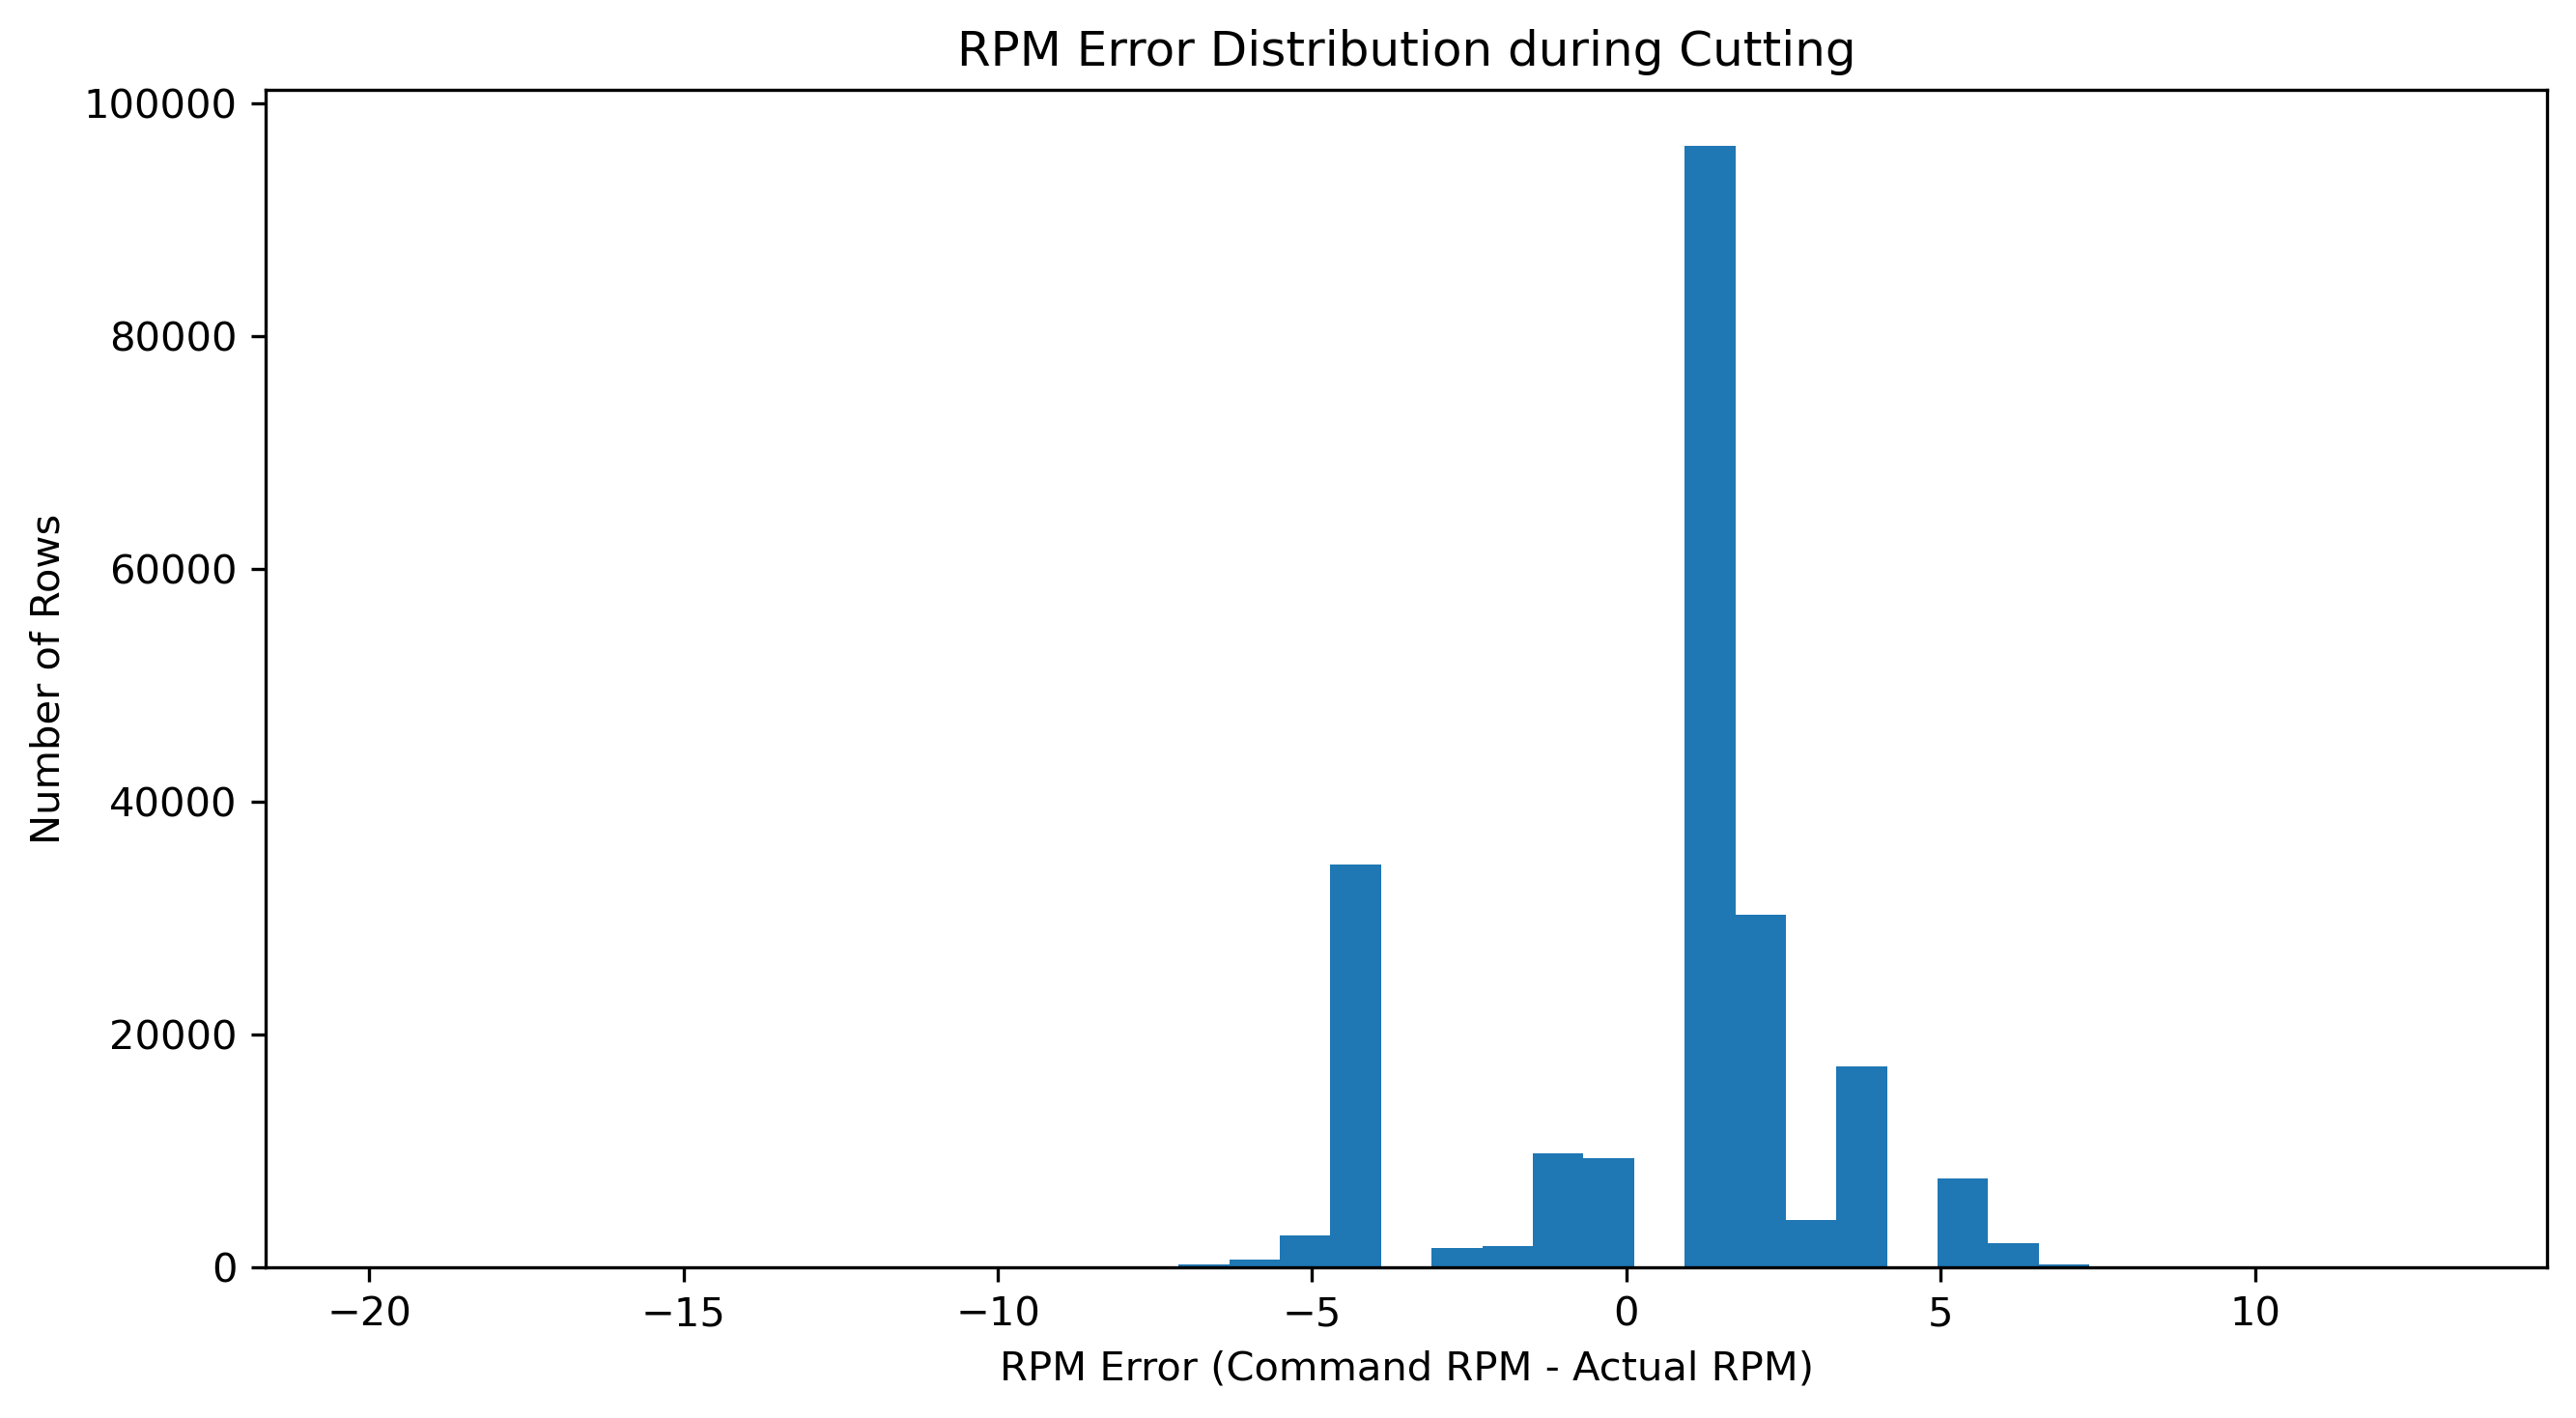 RPM Error Distribution during Cutting
100000
80000
60000
40000
20000
0
Number of Rows
−20 −15 −10 −5 0 5 10
RPM Error (Command RPM - Actual RPM)